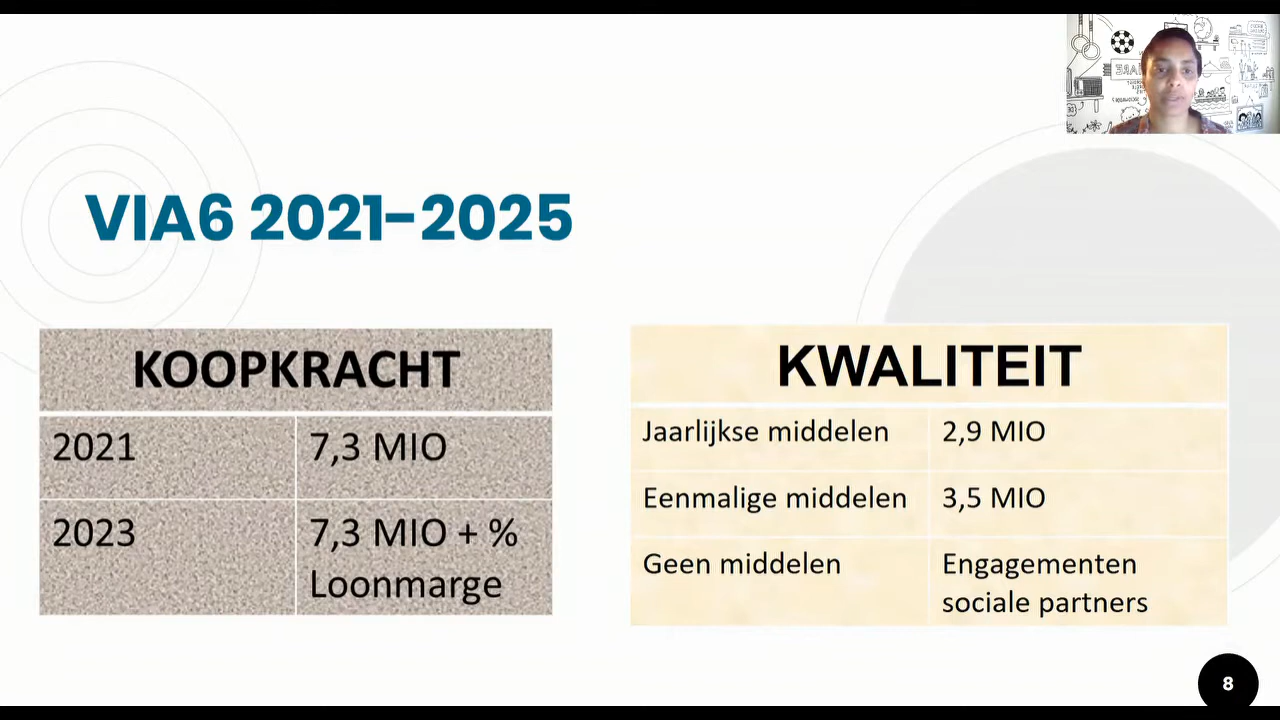 VIA6 2021–2025
KOOPKRACHT
2021 7,3 MIO
2023 7,3 MIO + %
Loonmarge
KWALITEIT
Jaarlijkse middelen 2,9 MIO
Eenmalige middelen 3,5 MIO
Geen middelen Engagementen
sociale partners
8